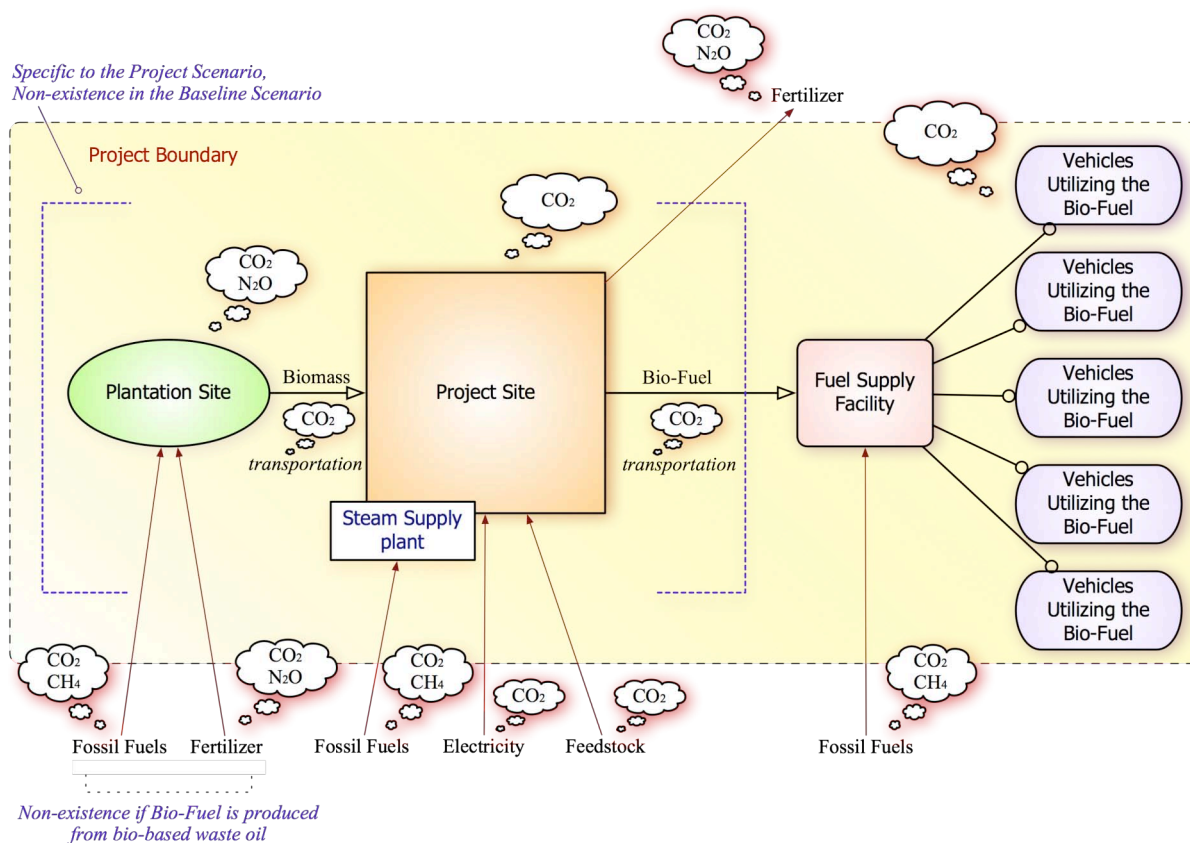 CO₂
N₂O
Specific to the Project Scenario,
Non-existence in the Baseline Scenario
Fertilizer
CO₂
Project Boundary
Vehicles
Utilizing the
Bio-Fuel
CO₂
CO₂
N₂O
Vehicles
Utilizing the
Bio-Fuel
Plantation Site
Biomass
CO₂
transportation
Project Site
Bio-Fuel
CO₂
transportation
Fuel Supply
Facility
Vehicles
Utilizing the
Bio-Fuel
Vehicles
Utilizing the
Bio-Fuel
Steam Supply
plant
Vehicles
Utilizing the
Bio-Fuel
CO₂
CH₄
CO₂
N₂O
CO₂
CH₄
CO₂
CO₂
CO₂
CH₄
Fossil Fuels
Fertilizer
Fossil Fuels
Electricity
Feedstock
Fossil Fuels
Non-existence if Bio-Fuel is produced
from bio-based waste oil